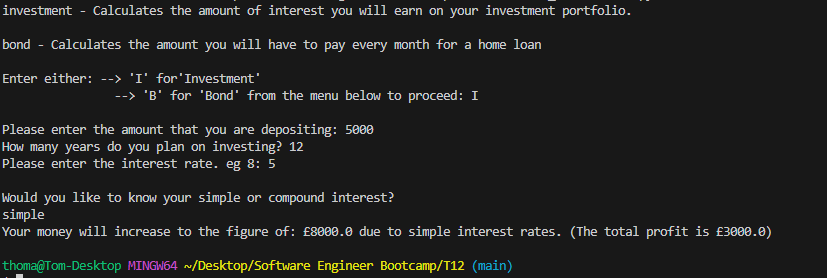 investment - Calculates the amount of interest you will earn on your investment portfolio.
bond - Calculates the amount you will have to pay every month for a home loan
Enter either: --> 'I' for'Investment'
--> 'B' for 'Bond' from the menu below to proceed: I
Please enter the amount that you are depositing: 5000
How many years do you plan on investing? 12
Please enter the interest rate. eg 8: 5
Would you like to know your simple or compound interest?
simple
Your money will increase to the figure of: £8000.0 due to simple interest rates. (The total profit is £3000.0)
thoma@Tom-Desktop MINGW64 ~/Desktop/Software Engineer Bootcamp/T12 (main)